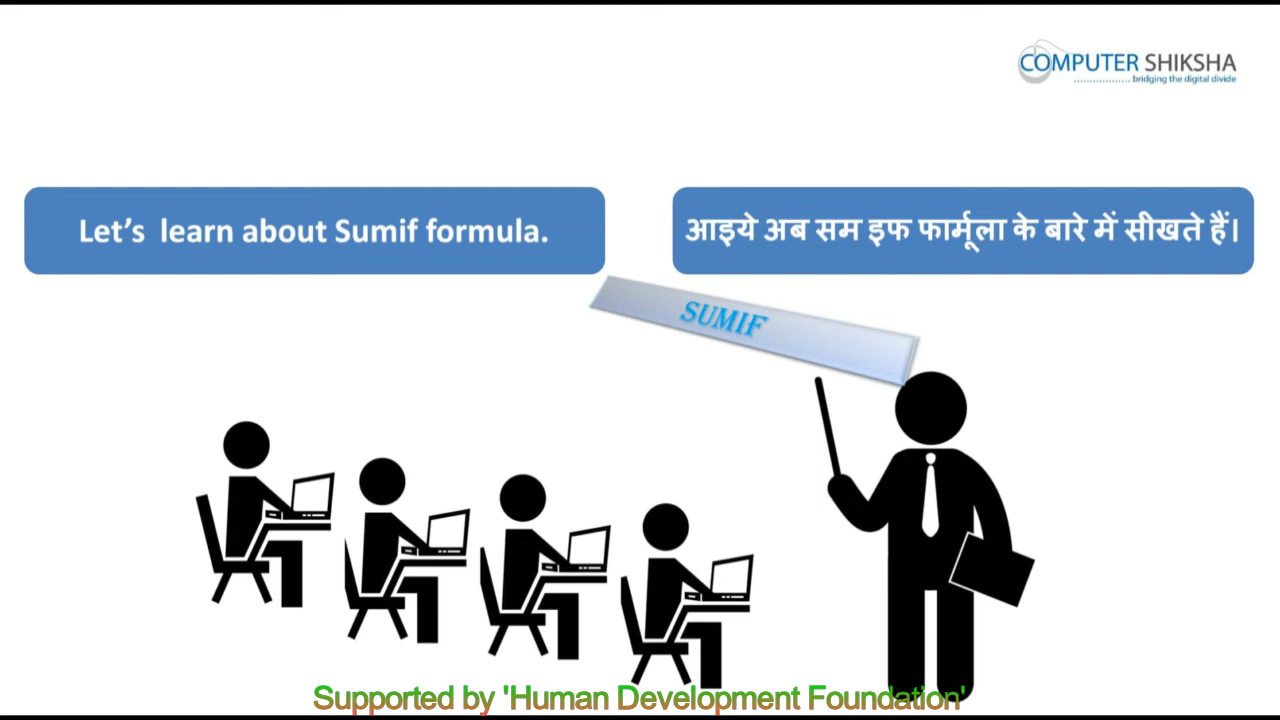 COMPUTER SHIKSHA
bridging the digital divide
Let's learn about Sumif formula.
आइये अब सम इफ फार्मूला के बारे में सीखते हैं।
SUMIF
Supported by 'Human Development Foundation'